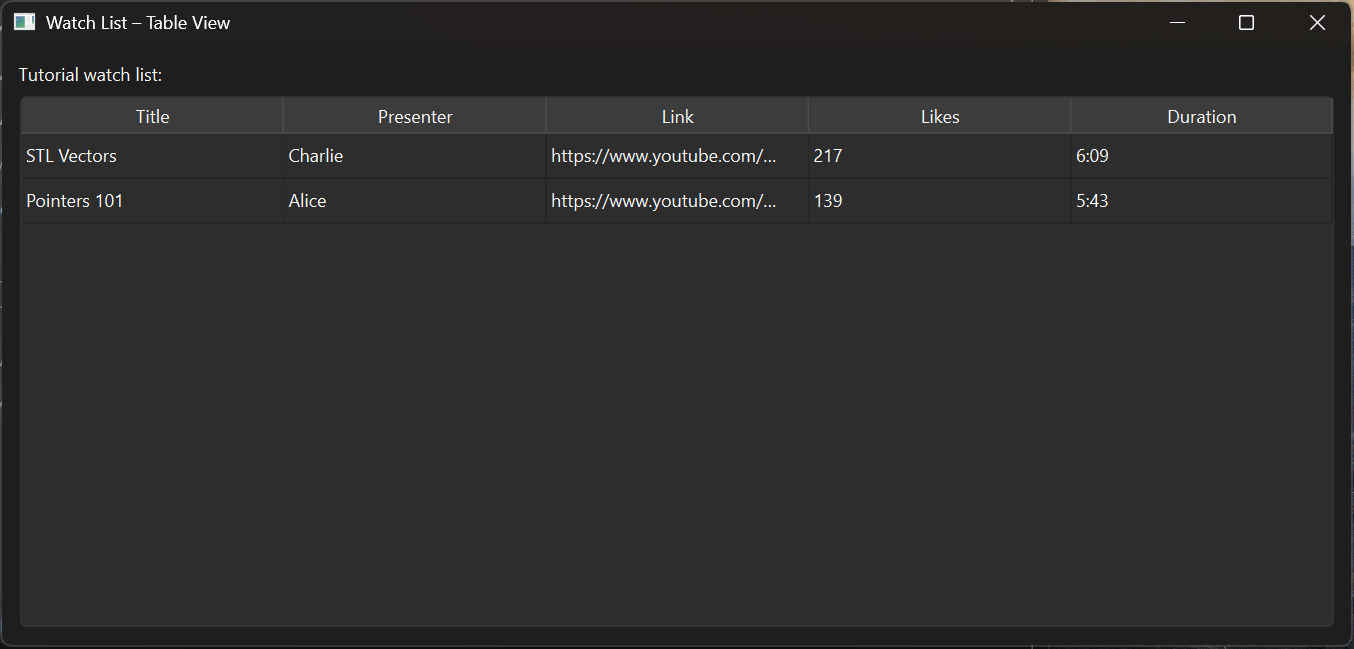 Watch List – Table View
Tutorial watch list:
Title Presenter Link Likes Duration
STL Vectors Charlie https://www.youtube.com/... 217 6:09
Pointers 101 Alice https://www.youtube.com/... 139 5:43